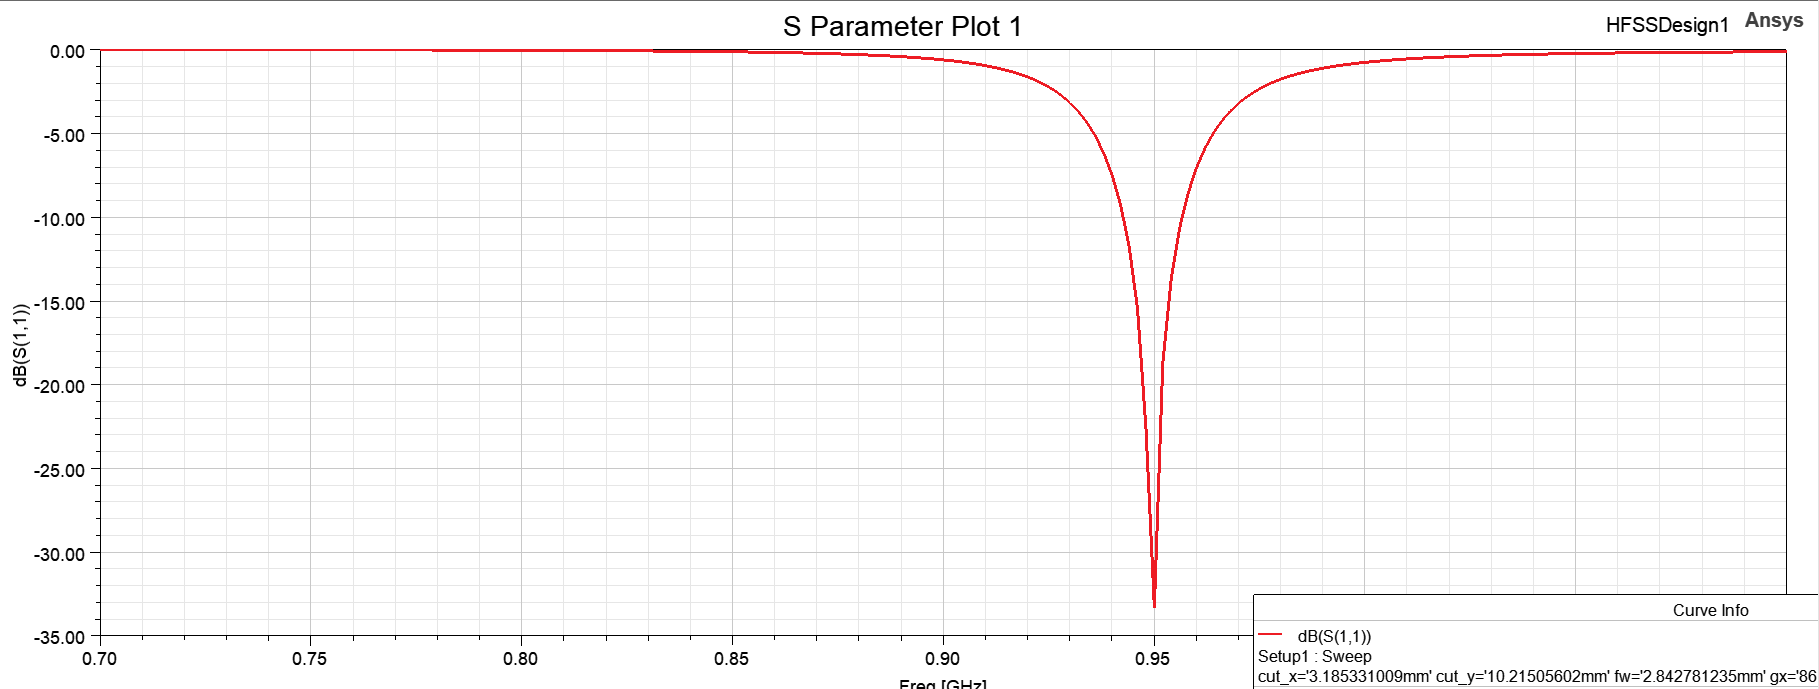 S Parameter Plot 1
HFSSDesign1
Ansys
0.00
-5.00
-10.00
-15.00
-20.00
-25.00
-30.00
-35.00
dB(S(1,1))
0.70
0.75
0.80
0.85
0.90
0.95
Freq [GHz]
Curve Info
dB(S(1,1))
Setup1 : Sweep
cut_x='3.185331009mm' cut_y='10.21505602mm' fw='2.842781235mm' gx='86